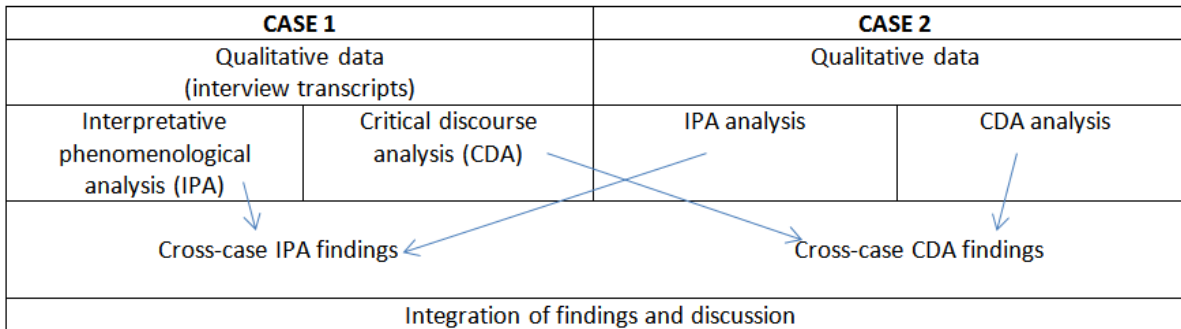 CASE 1
CASE 2
Qualitative data
(interview transcripts)
Qualitative data
Interpretative
phenomenological
analysis (IPA)
Critical discourse
analysis (CDA)
IPA analysis
CDA analysis
Cross-case IPA findings
Cross-case CDA findings
Integration of findings and discussion